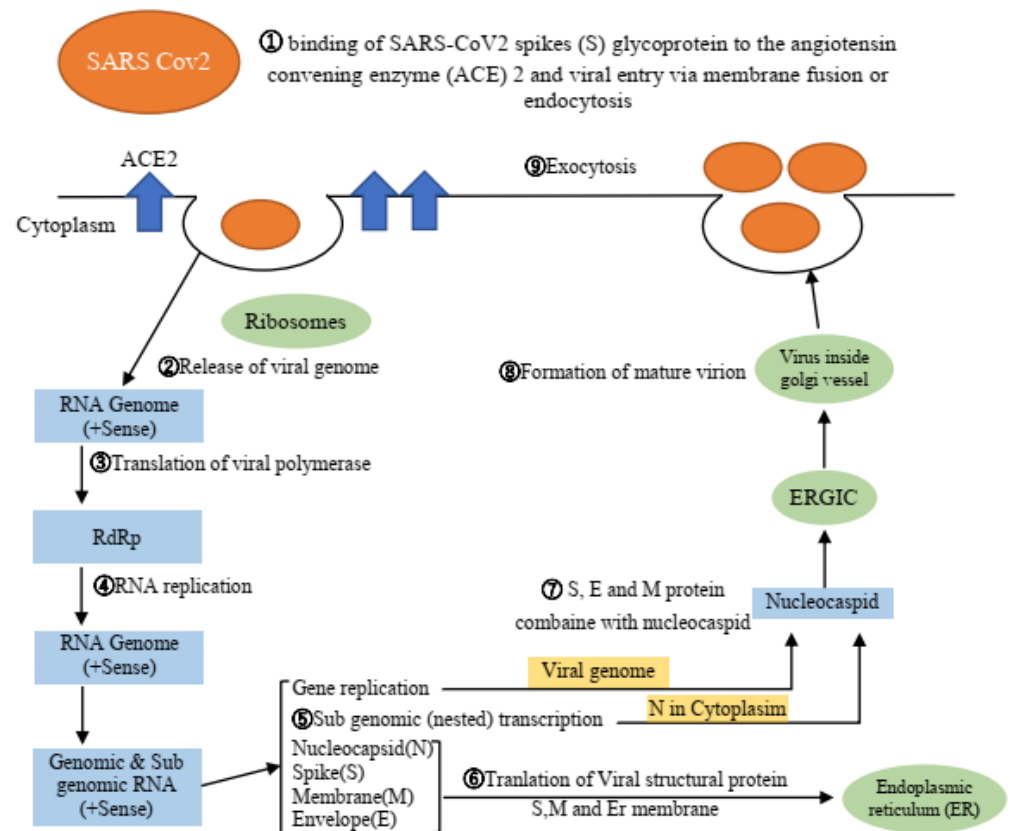 SARS Cov2
① binding of SARS-CoV2 spikes (S) glycoprotein to the angiotensin
convening enzyme (ACE) 2 and viral entry via membrane fusion or
endocytosis
ACE2
⑨Exocytosis
Cytoplasm
Ribosomes
②Release of viral genome
⑧Formation of mature virion
Virus inside
golgi vessel
RNA Genome
(+Sense)
③Translation of viral polymerase
ERGIC
RdRp
④RNA replication
⑦ S, E and M protein
combaine with nucleocaspid
Nucleocaspid
RNA Genome
(+Sense)
Viral genome
Gene replication
⑤Sub genomic (nested) transcription
N in Cytoplasim
Genomic & Sub
genomic RNA
(+Sense)
Nucleocapsid(N)
Spike(S)
Membrane(M)
Envelope(E)
⑥Tranlation of Viral structural protein
S,M and Er membrane
Endoplasmic
reticulum (ER)